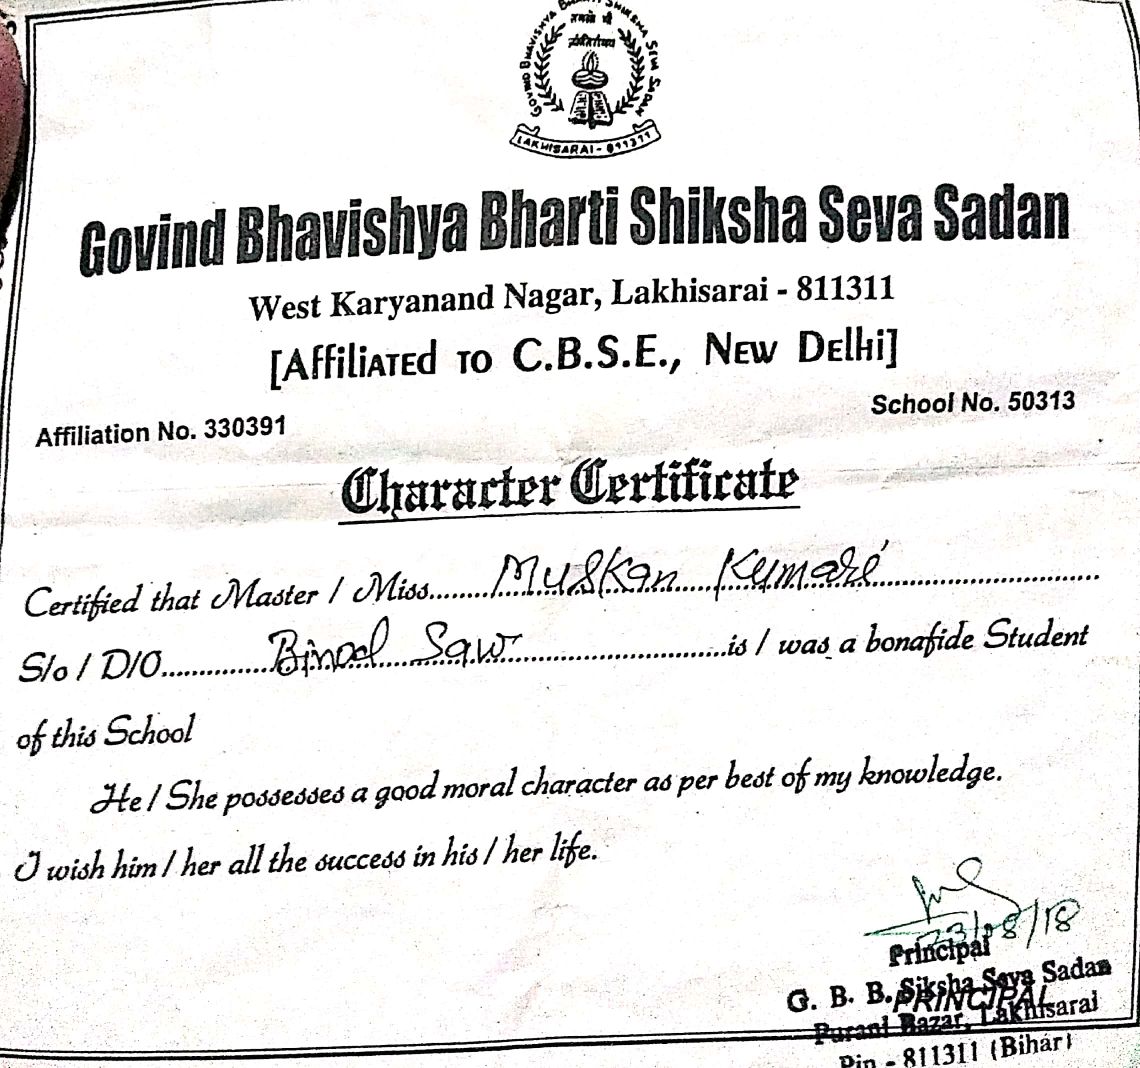 GOVIND BHAVISHYA BHARTI SHIKSHA SEVA SADAN
तमसो मा
ज्योतिर्गमय
LAKHISARAI - 811311
Govind Bhavishya Bharti Shiksha Seva Sadan
West Karyanand Nagar, Lakhisarai - 811311
[Affiliated to C.B.S.E., New Delhi]
Affiliation No. 330391
School No. 50313
Character Certificate
Certified that Master / Miss........Muskan Kumari..............................
S/o / D/O..............Binod Saw..............................is / was a bonafide Student
of this School
He / She possesses a good moral character as per best of my knowledge.
I wish him / her all the success in his / her life.
23/08/18
Principal
G. B. B. Siksha Seva Sadan
PRINCIPAL
Purani Bazar, Lakhisarai
Pin - 811311 (Bihar)